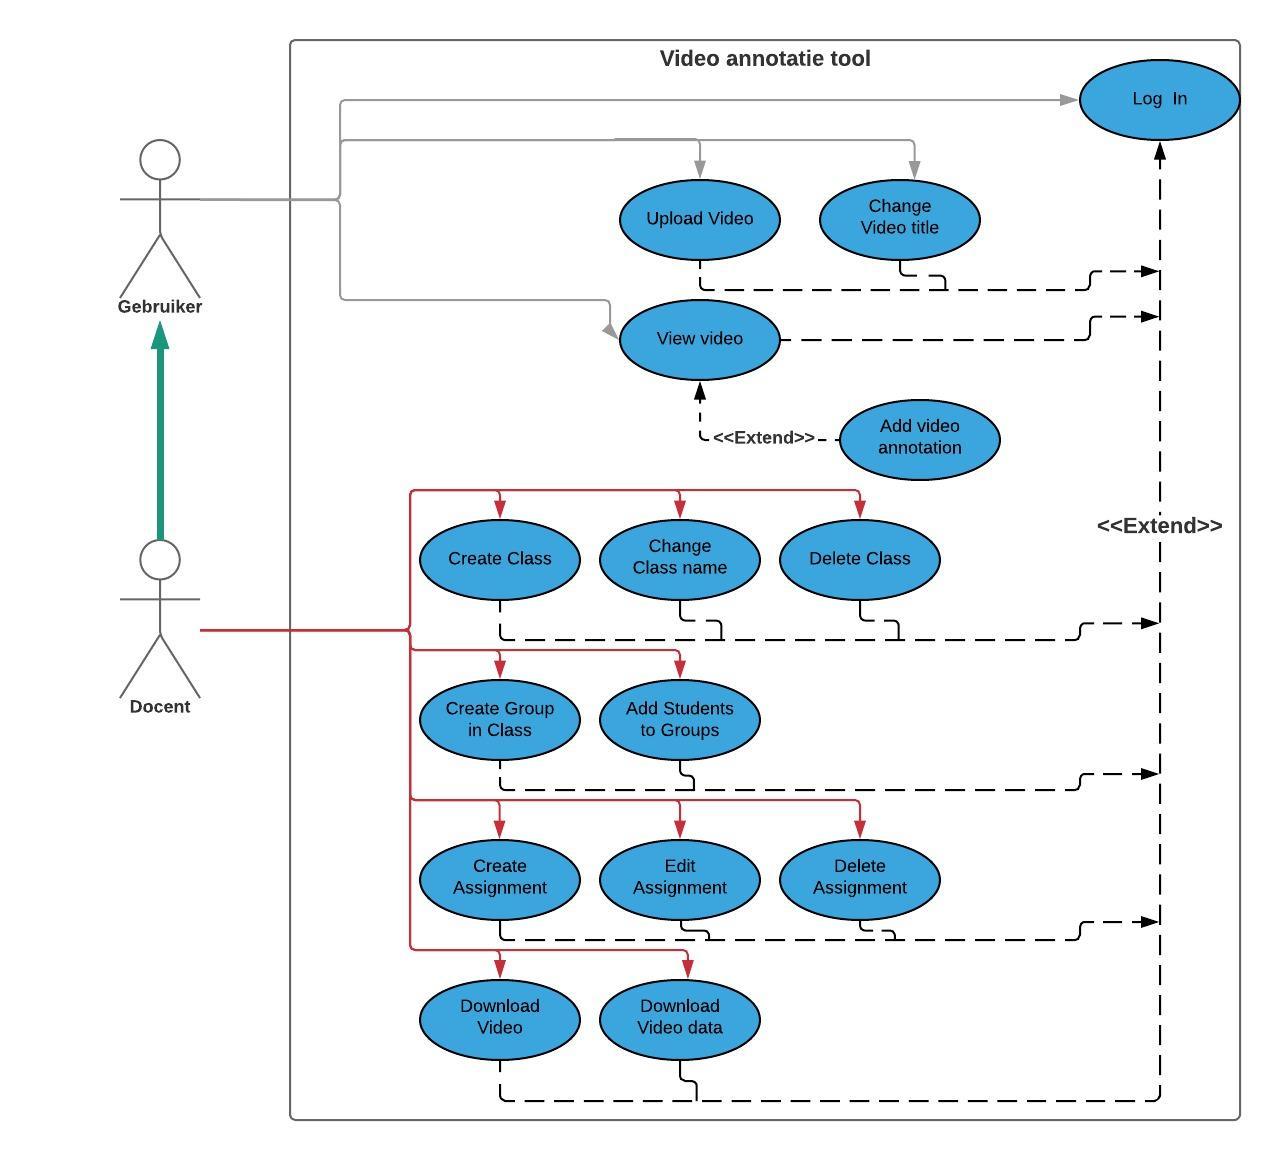 Video annotatie tool
Log In
Upload Video
Change
Video title
Gebruiker
View video
Add video
annotation
<<Extend>>
<<Extend>>
Create Class
Change
Class name
Delete Class
Docent
Create Group
in Class
Add Students
to Groups
Create
Assignment
Edit
Assignment
Delete
Assignment
Download
Video
Download
Video data